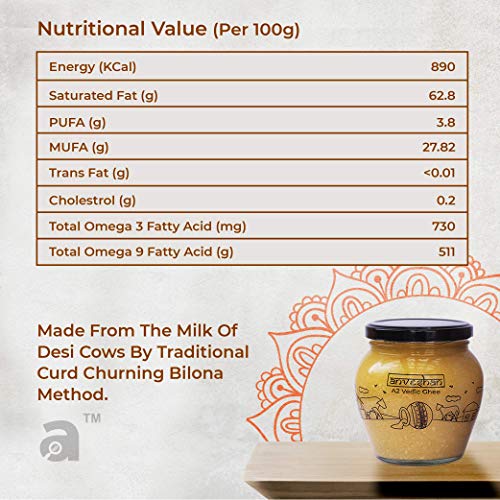 Nutritional Value (Per 100g)
Energy (KCal) 890
Saturated Fat (g) 62.8
PUFA (g) 3.8
MUFA (g) 27.82
Trans Fat (g) <0.01
Cholestrol (g) 0.2
Total Omega 3 Fatty Acid (mg) 730
Total Omega 9 Fatty Acid (g) 511
Made From The Milk Of
Desi Cows By Traditional
Curd Churning Bilona
Method.
a TM
anveshan
A2 Vedic Ghee